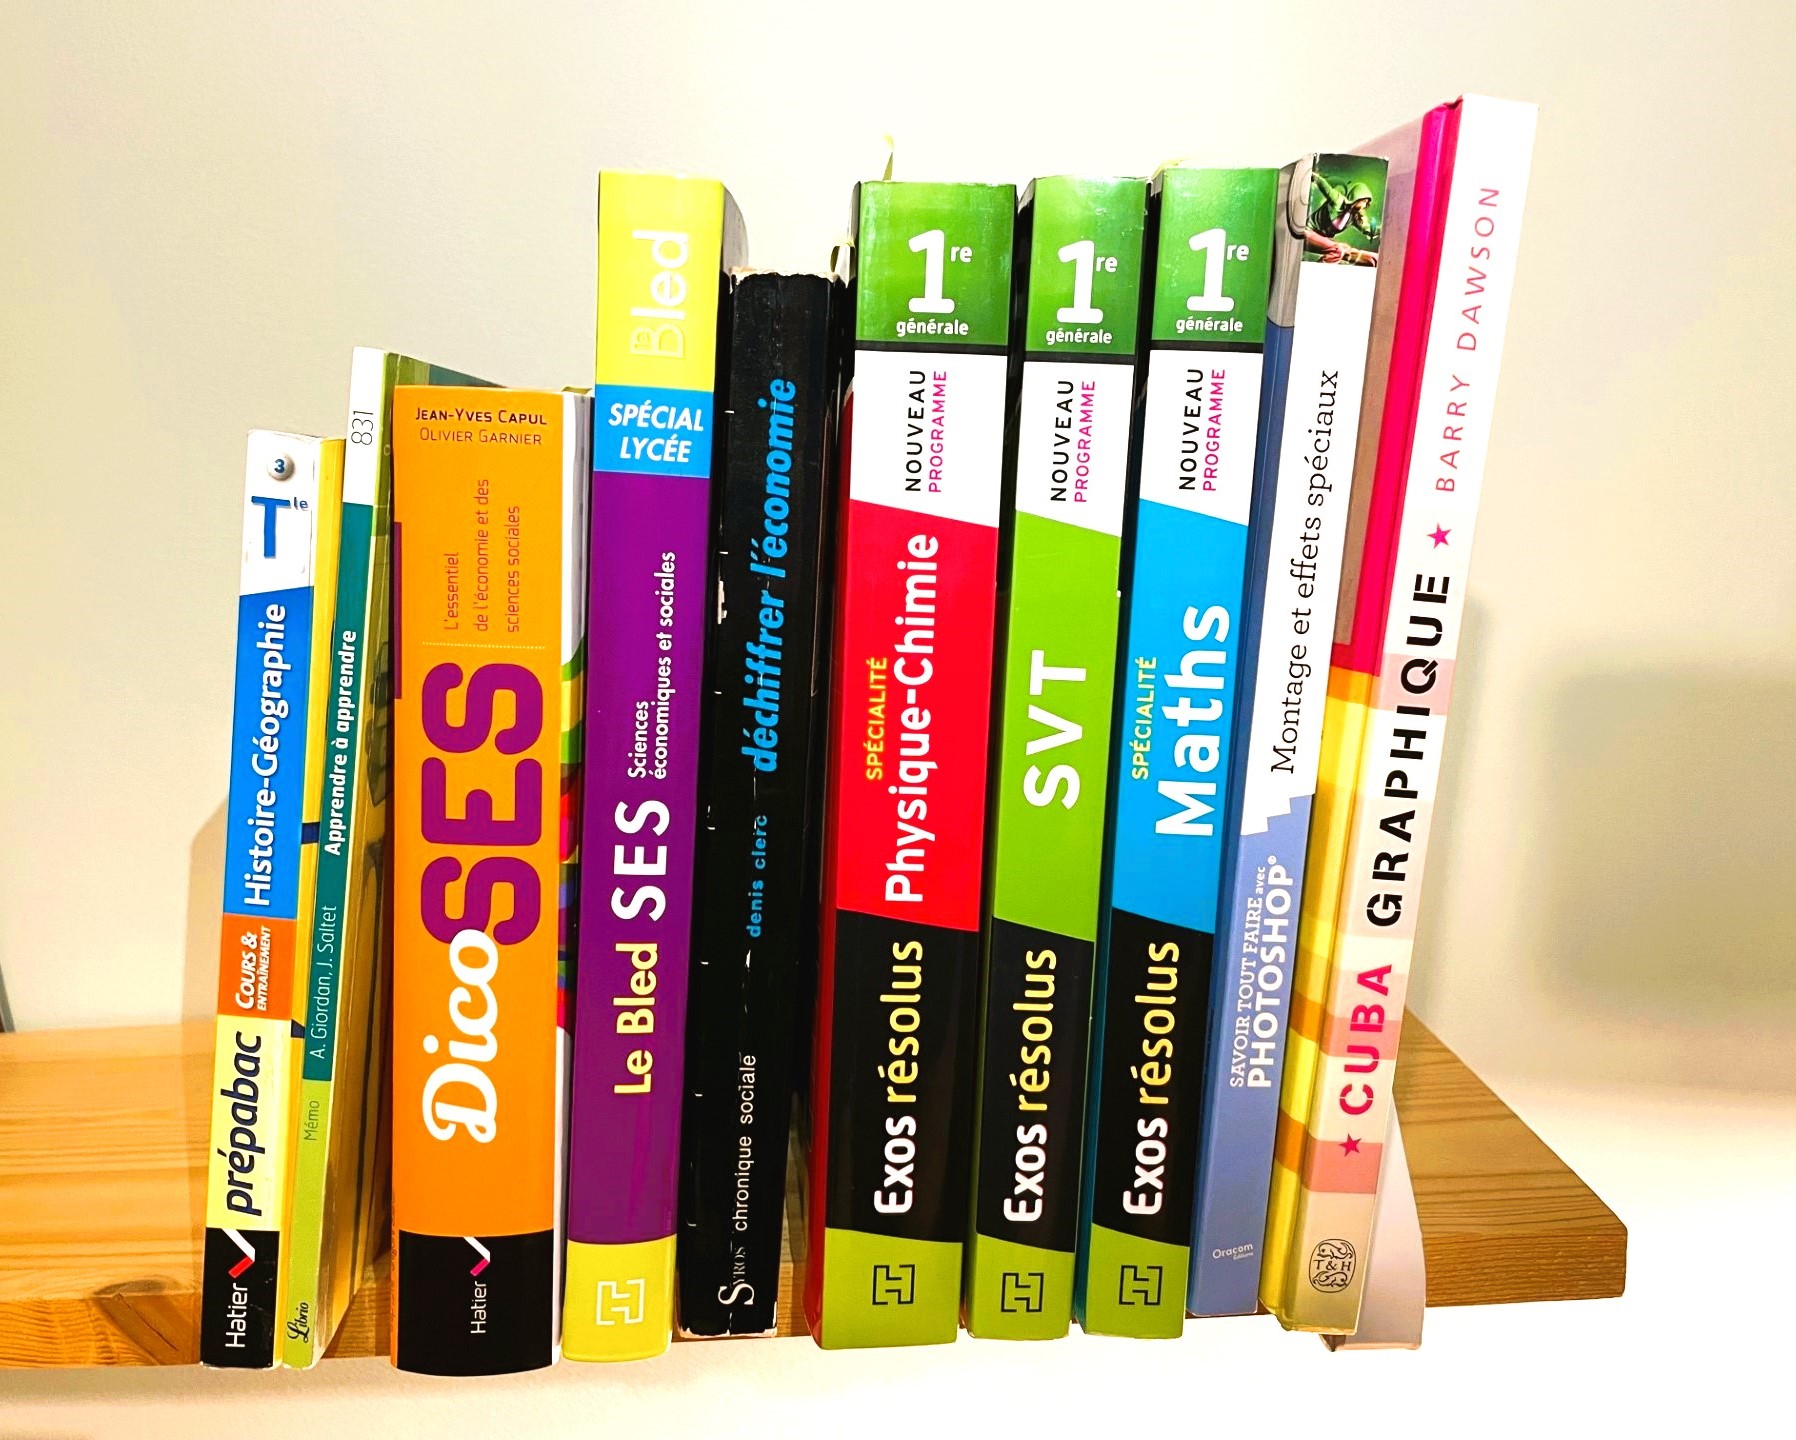 3
Tle
Histoire-Géographie
COURS &
ENTRAÎNEMENT
prépabac
Hatier
831
Apprendre à apprendre
A. Giordan, J. Saltet
Mémo
Librio
JEAN-YVES CAPUL
OLIVIER GARNIER
L'essentiel
de l'économie et des
sciences sociales
Dico SES
Hatier
Bled
SPÉCIAL
LYCÉE
Sciences
économiques et sociales
Le Bled SES
déchiffrer l'économie
denis clerc
SYROS chronique sociale
1re
générale
NOUVEAU
PROGRAMME
SPÉCIALITÉ
Physique-Chimie
Exos résolus
H
1re
générale
NOUVEAU
PROGRAMME
SVT
Exos résolus
H
1re
générale
NOUVEAU
PROGRAMME
SPÉCIALITÉ
Maths
Exos résolus
H
Montage et effets spéciaux
SAVOIR TOUT FAIRE avec
PHOTOSHOP®
Oracom
Editions
BARRY DAWSON
★ CUBA GRAPHIQUE ★
T&H